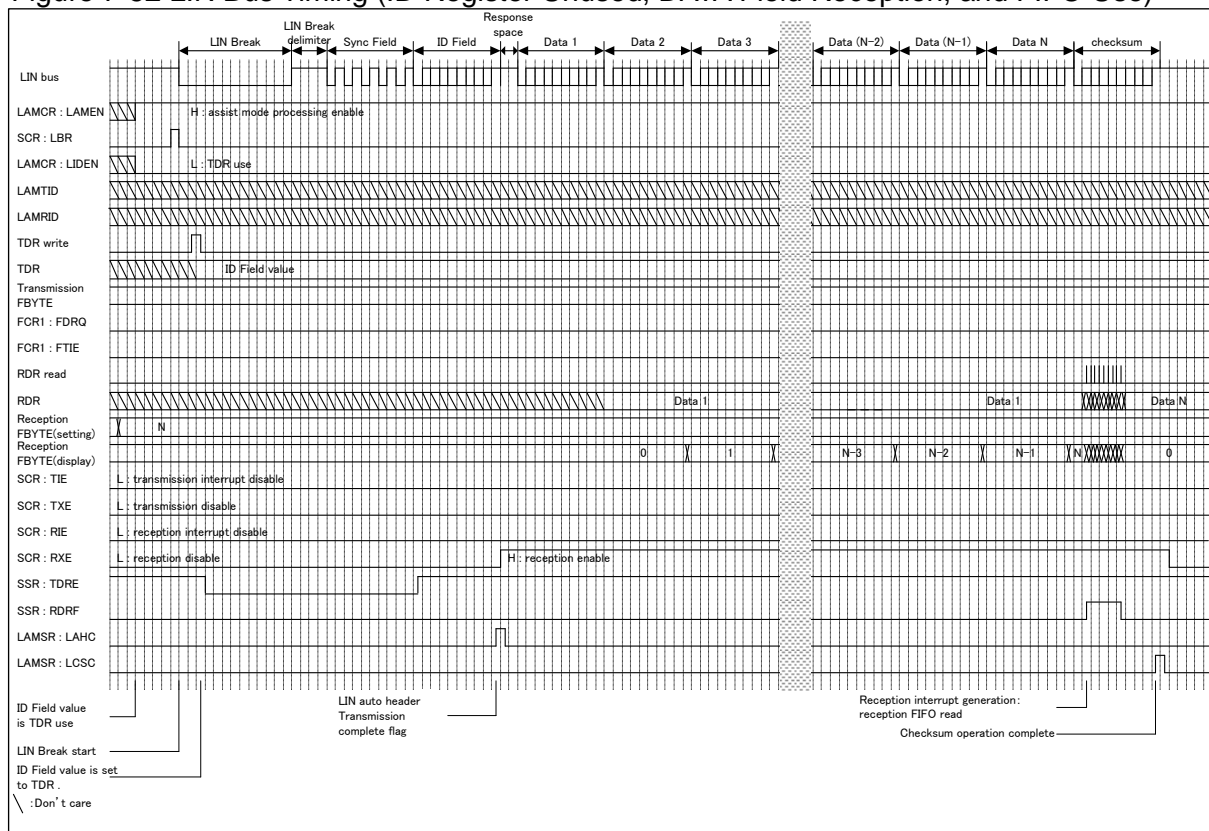 Figure 7-32 LIN Bus Timing (ID Register Unused, DATA Field Reception, and FIFO Use)
Response
space
LIN Break
delimiter
LIN Break
Sync Field
ID Field
Data 1
Data 2
Data 3
Data (N-2)
Data (N-1)
Data N
checksum
LIN bus
LAMCR : LAMEN
H : assist mode processing enable
SCR : LBR
LAMCR : LIDEN
L : TDR use
LAMTID
LAMRID
TDR write
TDR
ID Field value
Transmission
FBYTE
FCR1 : FDRQ
FCR1 : FTIE
RDR read
RDR
Data 1
Data 1
Data N
Reception
FBYTE(setting)
N
Reception
FBYTE(display)
0
1
N-3
N-2
N-1
N
0
SCR : TIE
L : transmission interrupt disable
SCR : TXE
L : transmission disable
SCR : RIE
L : reception interrupt disable
SCR : RXE
L : reception disable
H : reception enable
SSR : TDRE
SSR : RDRF
LAMSR : LAHC
LAMSR : LCSC
ID Field value
is TDR use
LIN auto header
Transmission
complete flag
Reception interrupt generation:
reception FIFO read
Checksum operation complete
LIN Break start
ID Field value is set
to TDR .
:Don't care